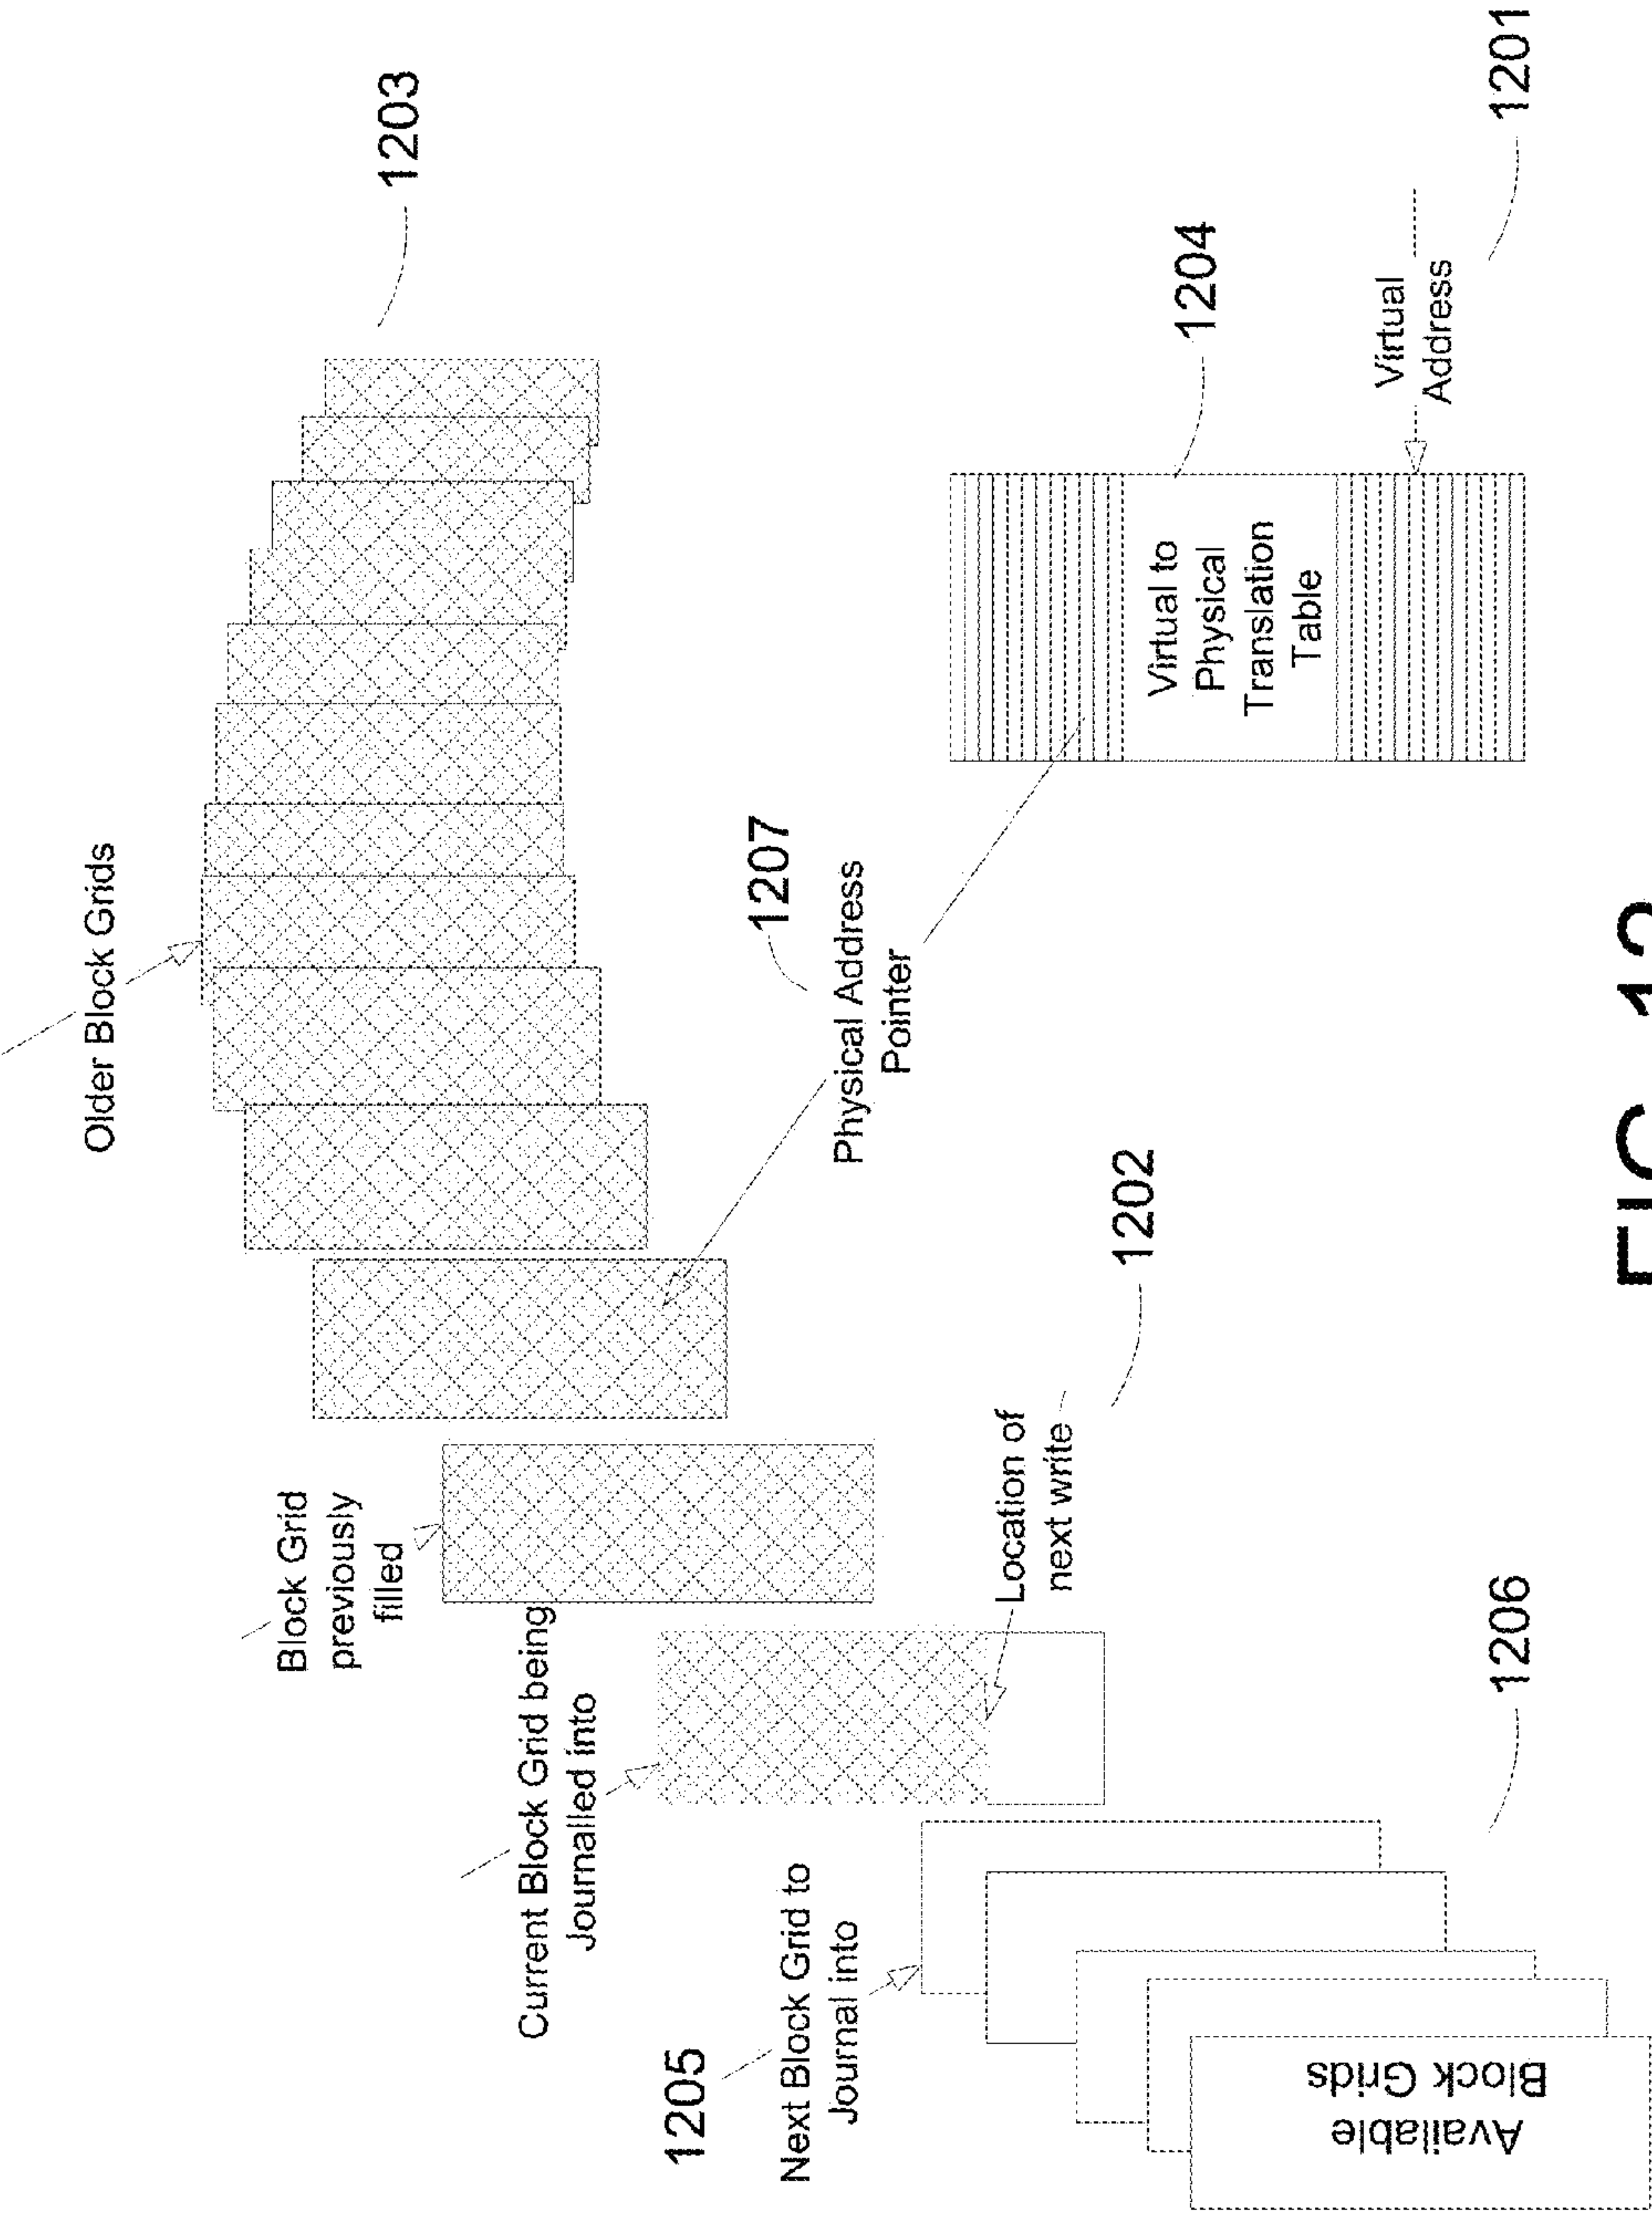 Older Block Grids
1203
Block Grid
previously
filled
Current Block Grid being
Journalled into
1205
Next Block Grid to
Journal into
1207
Physical Address
Pointer
Location of
next write
1202
1204
Virtual to
Physical
Translation
Table
Virtual
Address
1201
1206
Available
Block Grids